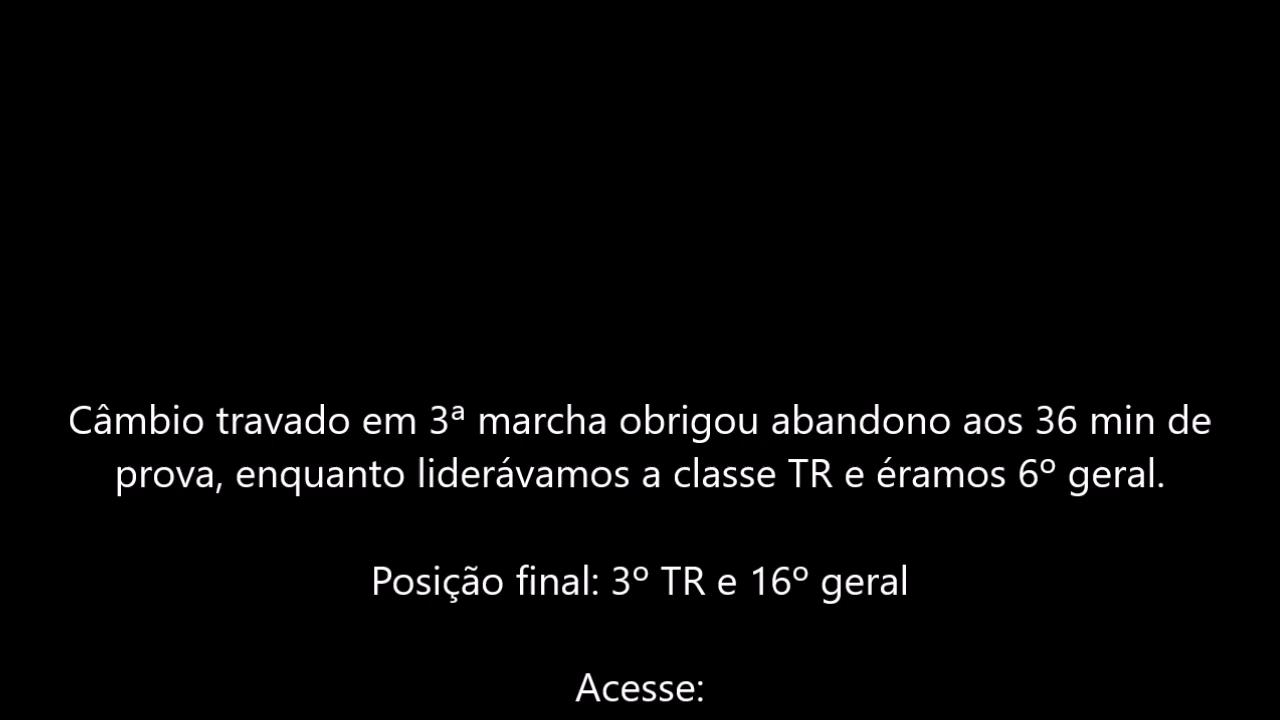 Câmbio travado em 3ª marcha obrigou abandono aos 36 min de
prova, enquanto liderávamos a classe TR e éramos 6º geral.
Posição final: 3º TR e 16º geral
Acesse: